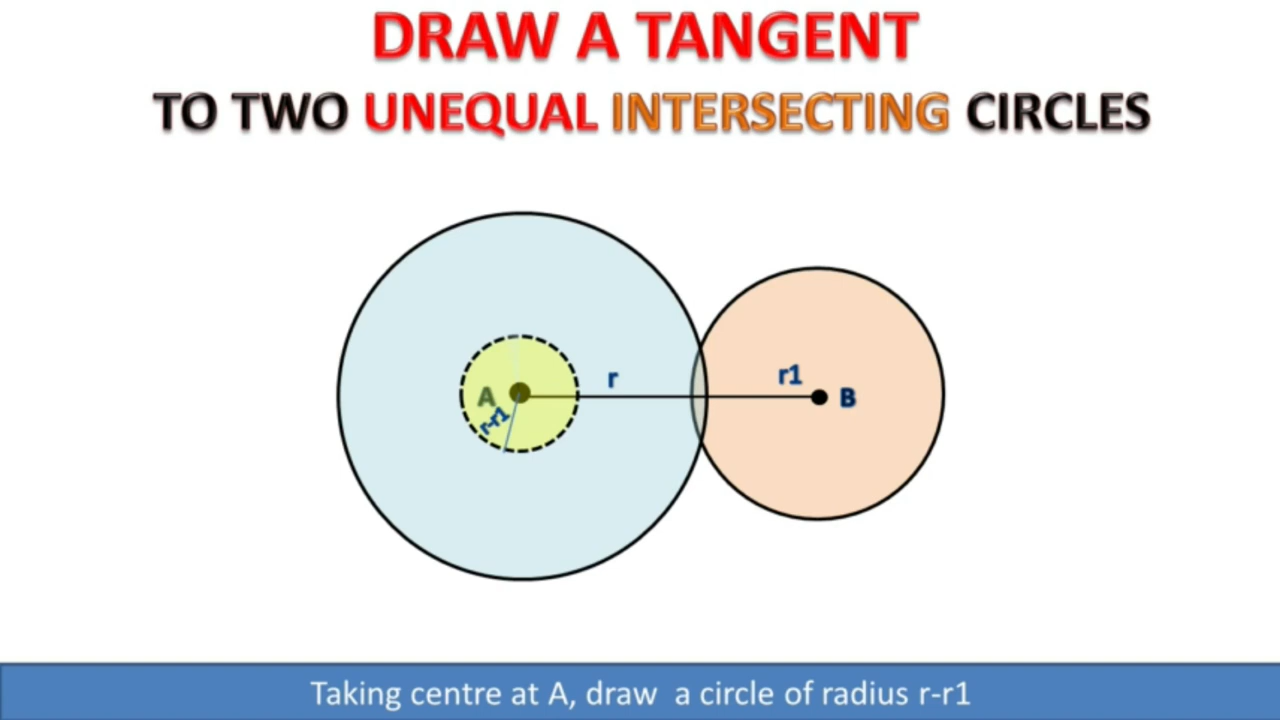 DRAW A TANGENT
TO TWO UNEQUAL INTERSECTING CIRCLES
r
r1
A
B
r-r1
Taking centre at A, draw a circle of radius r-r1